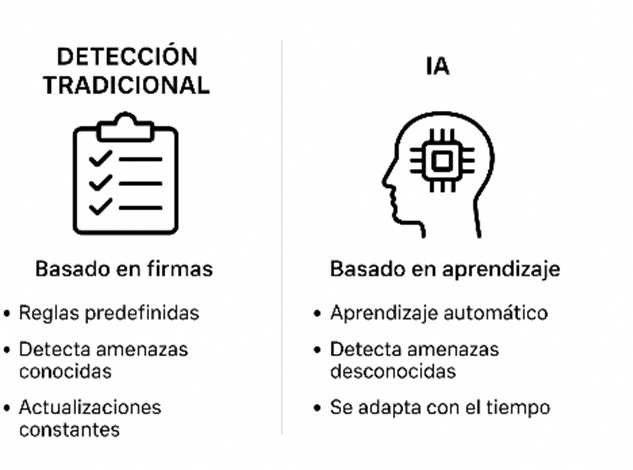 DETECCIÓN
TRADICIONAL
Basado en firmas
• Reglas predefinidas
• Detecta amenazas
conocidas
• Actualizaciones
constantes
IA
Basado en aprendizaje
• Aprendizaje automático
• Detecta amenazas
desconocidas
• Se adapta con el tiempo